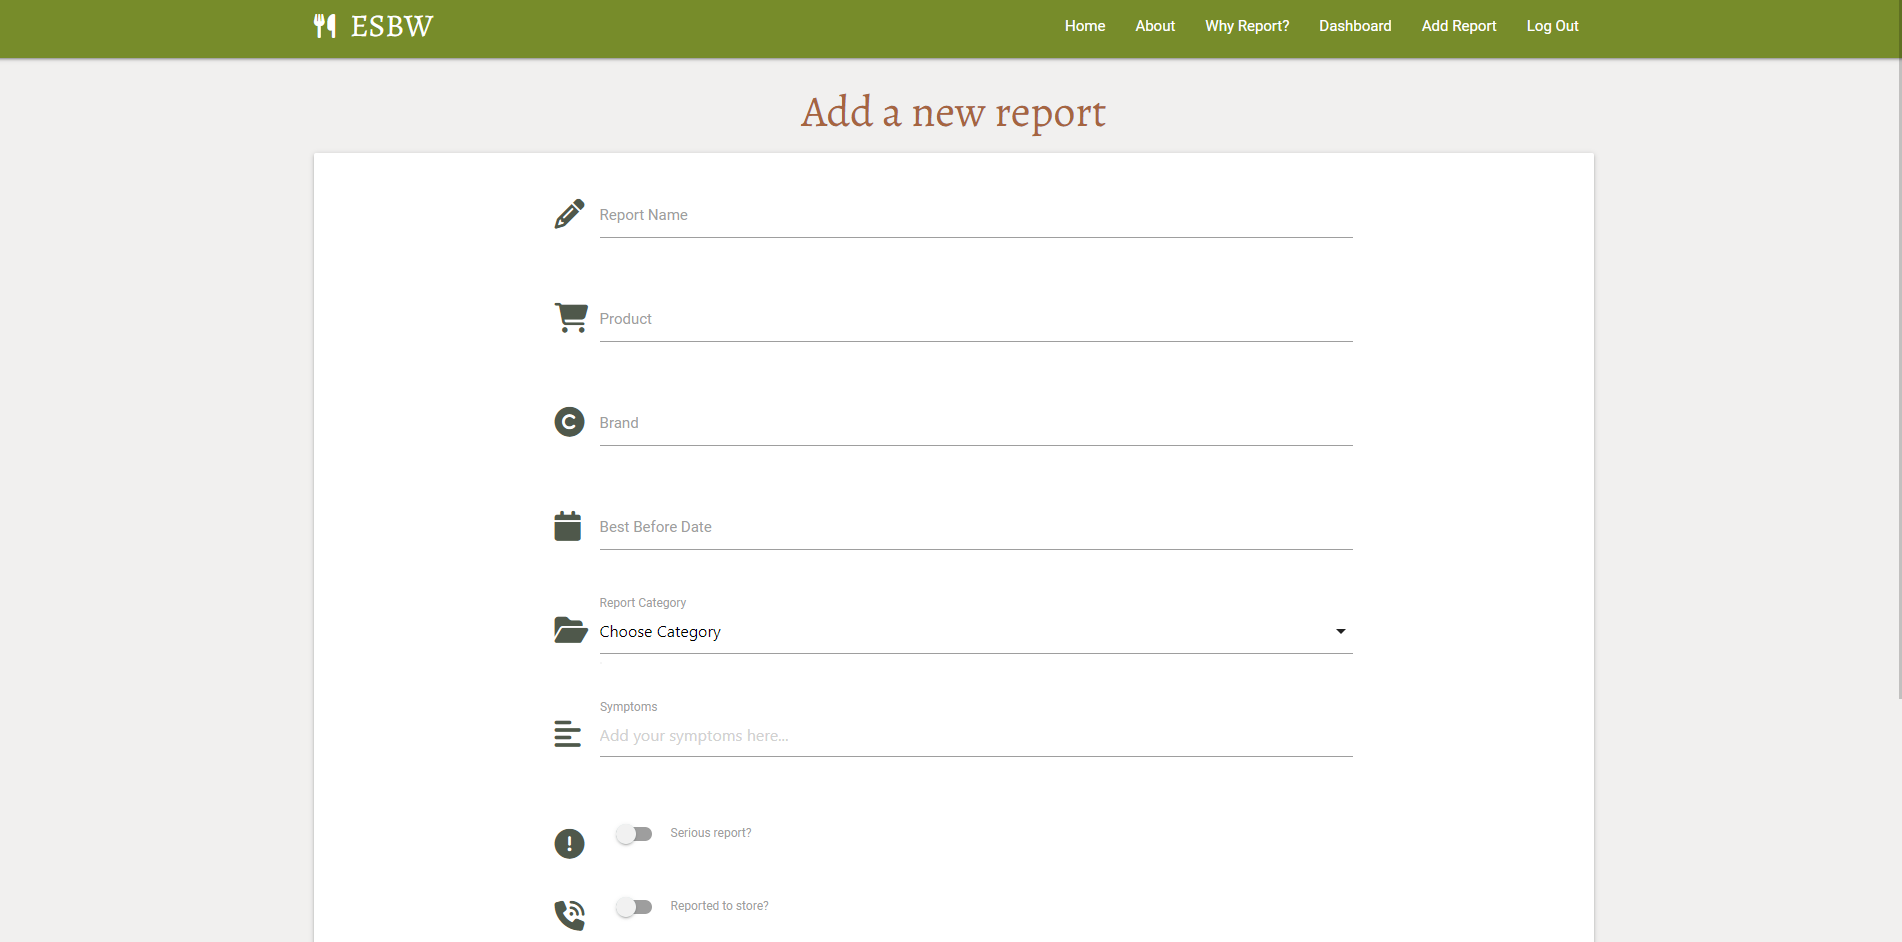 ESBW
Home About Why Report? Dashboard Add Report Log Out
Add a new report
Report Name
Product
Brand
Best Before Date
Report Category
Choose Category
Symptoms
Add your symptoms here...
Serious report?
Reported to store?